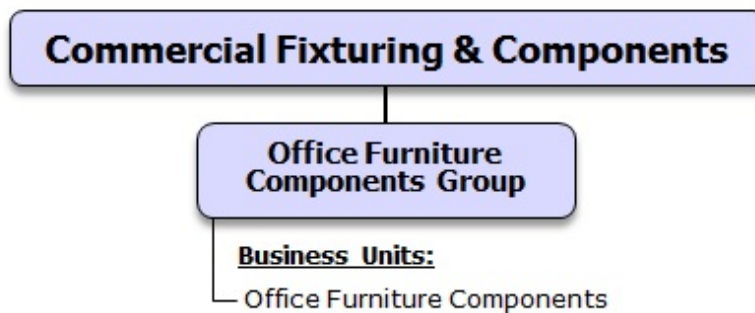 Commercial Fixturing & Components
Office Furniture
Components Group
Business Units:
Office Furniture Components